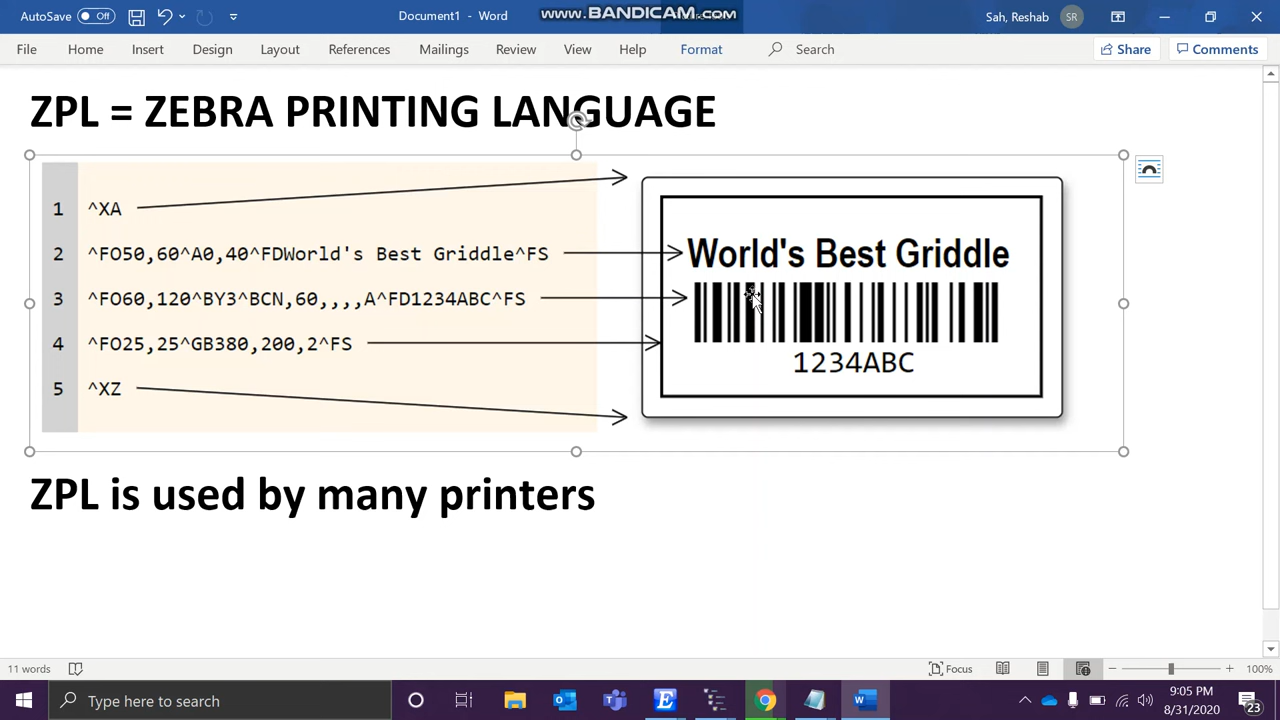 AutoSave Off Document1 - Word www.BANDICAM.com Sah, Reshab SR
File Home Insert Design Layout References Mailings Review View Help Format Search Share Comments
ZPL = ZEBRA PRINTING LANGUAGE
1 ^XA
2 ^FO50,60^A0,40^FDWorld's Best Griddle^FS
3 ^FO60,120^BY3^BCN,60,,,,A^FD1234ABC^FS
4 ^FO25,25^GB380,200,2^FS
5 ^XZ
World's Best Griddle
1234ABC
ZPL is used by many printers
11 words Focus 100%
Type here to search 9:05 PM
8/31/2020 23